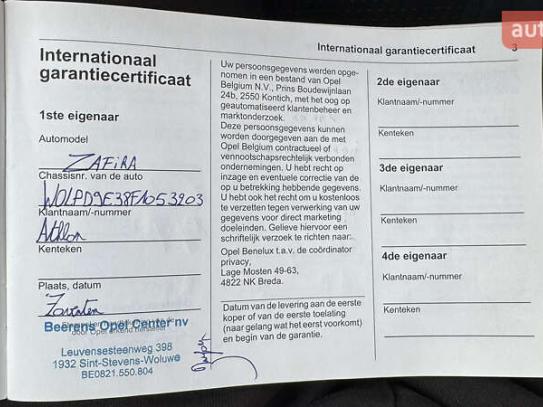 Internationaal garantiecertificaat
3
aut
Internationaal
garantiecertificaat
1ste eigenaar
Automodel
ZAFiRA
Chassisnr. van de auto
W0LPD9E38FA053203
Klantnaam/-nummer
Athlon
Kenteken
Plaats, datum
Beerens Opel Center nv
Leuvensesteenweg 398
1932 Sint-Stevens-Woluwe
BE0821.550.804
Uw persoonsgegevens werden opge-
nomen in een bestand van Opel
Belgium N.V., Prins Boudewijnlaan
24b, 2550 Kontich, met het oog op
geautomatiseerd klantenbeheer en
marktonderzoek.
Deze persoonsgegevens kunnen
worden doorgegeven aan de met
Opel Belgium contractueel of
vennootschapsrechtelijk verbonden
ondernemingen. U hebt recht op
inzage en eventuele correctie van de
op u betrekking hebbende gegevens.
U hebt ook het recht om u kosteloos
te verzetten tegen verwerking van uw
gegevens voor direct marketing
doeleinden. Gelieve hiervoor een
schriftelijk verzoek te richten naar:
Opel Benelux t.a.v. de coördinator
privacy,
Lage Mosten 49-63,
4822 NK Breda.
Datum van de levering aan de eerste
koper of van de eerste toelating
(naar gelang wat het eerst voorkomt)
en begin van de garantie.
2de eigenaar
Klantnaam/-nummer
Kenteken
3de eigenaar
Klantnaam/-nummer
Kenteken
4de eigenaar
Klantnaam/-nummer
Kenteken